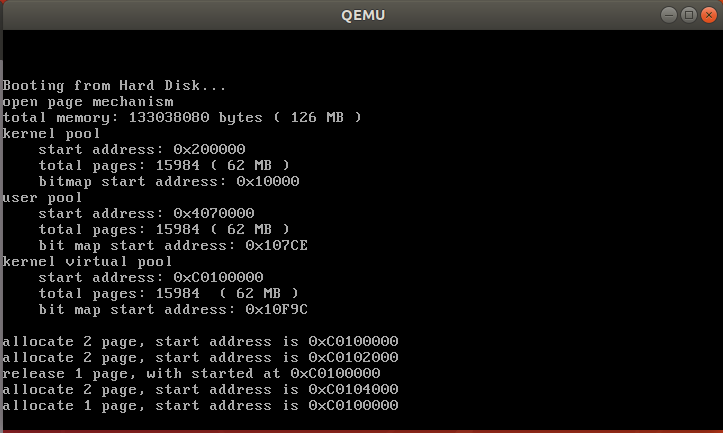 QEMU
Booting from Hard Disk...
open page mechanism
total memory: 133038080 bytes ( 126 MB )
kernel pool
    start address: 0x200000
    total pages: 15984 ( 62 MB )
    bitmap start address: 0x10000
user pool
    start address: 0x4070000
    total pages: 15984 ( 62 MB )
    bit map start address: 0x107CE
kernel virtual pool
    start address: 0xC0100000
    total pages: 15984  ( 62 MB )
    bit map start address: 0x10F9C
allocate 2 page, start address is 0xC0100000
allocate 2 page, start address is 0xC0102000
release 1 page, with started at 0xC0100000
allocate 2 page, start address is 0xC0104000
allocate 1 page, start address is 0xC0100000